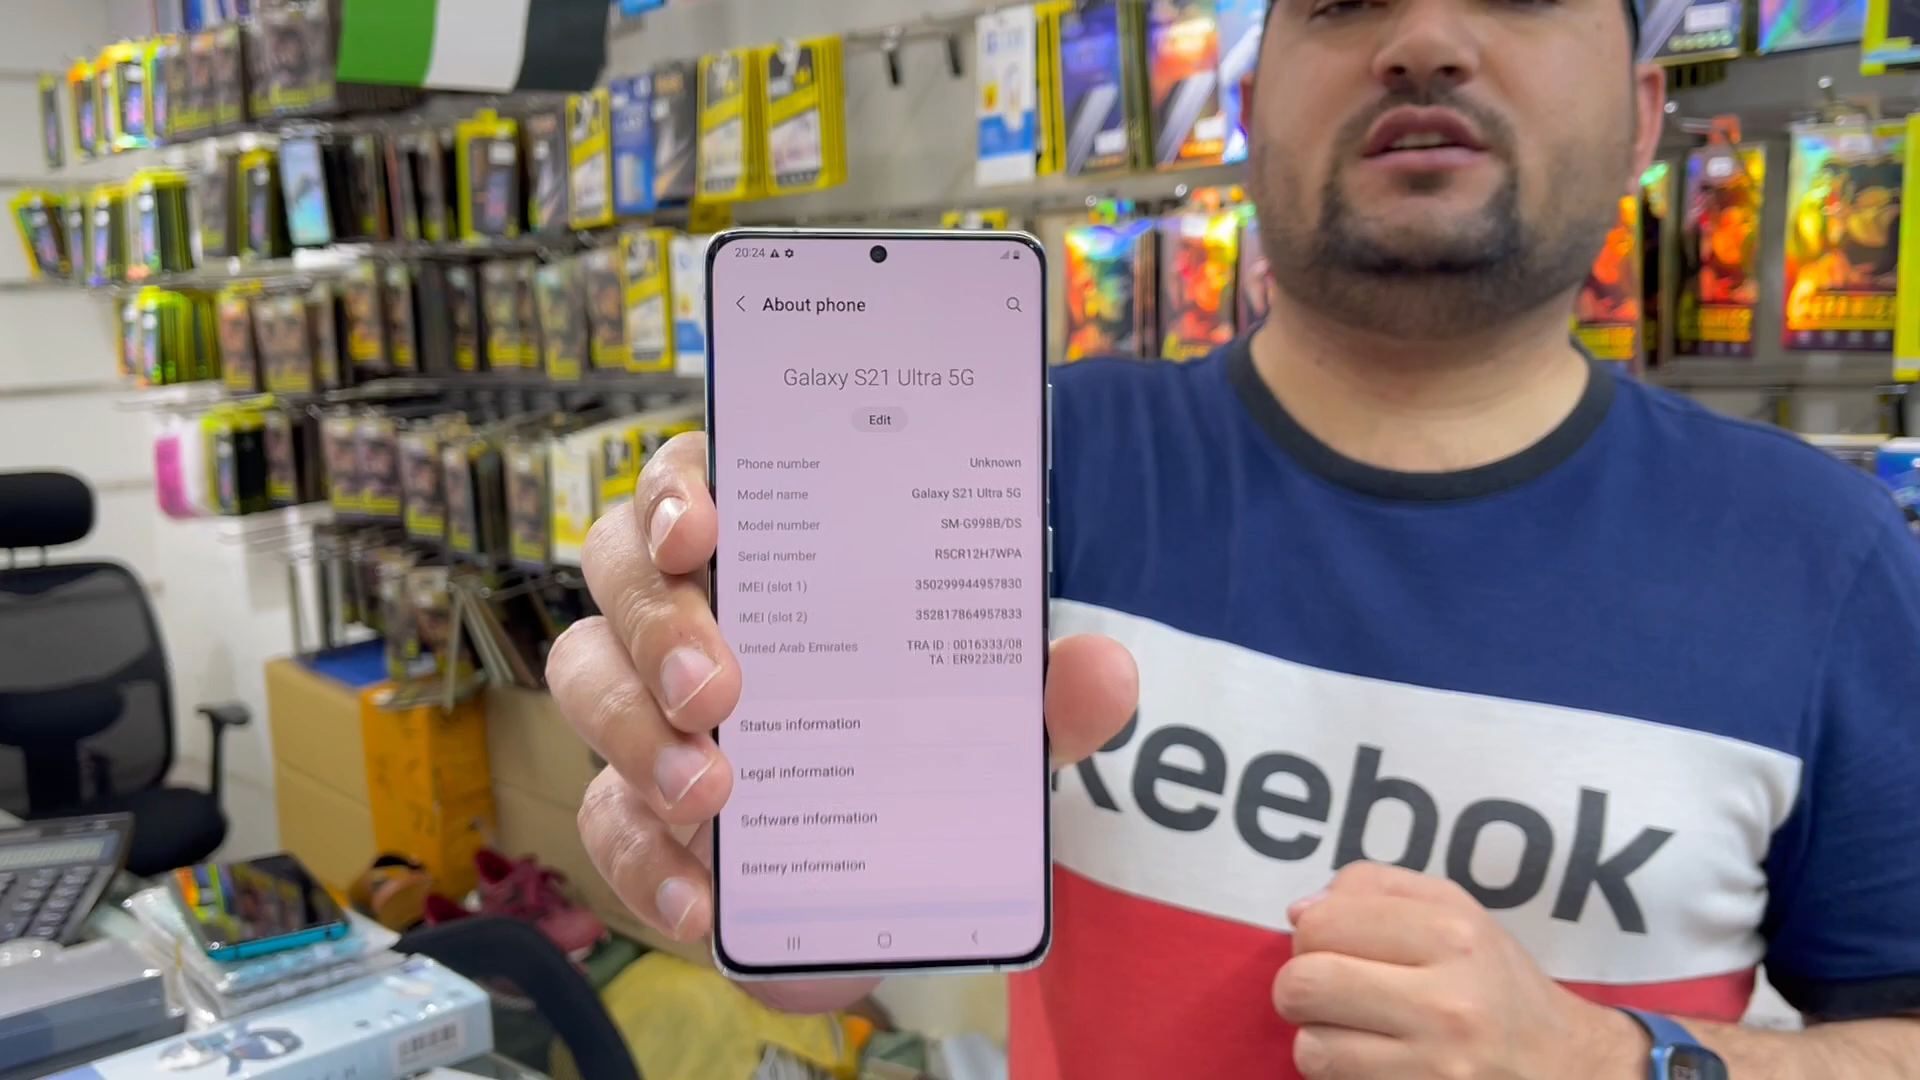 20:24
About phone
Galaxy S21 Ultra 5G
Edit
Phone number Unknown
Model name Galaxy S21 Ultra 5G
Model number SM-G998B/DS
Serial number R5CR12H7WPA
IMEI (slot 1) 350299944957830
IMEI (slot 2) 352817864957833
United Arab Emirates TRA ID : 0016333/08
TA : ER92238/20
Status information
Legal information
Software information
Battery information
Reebok